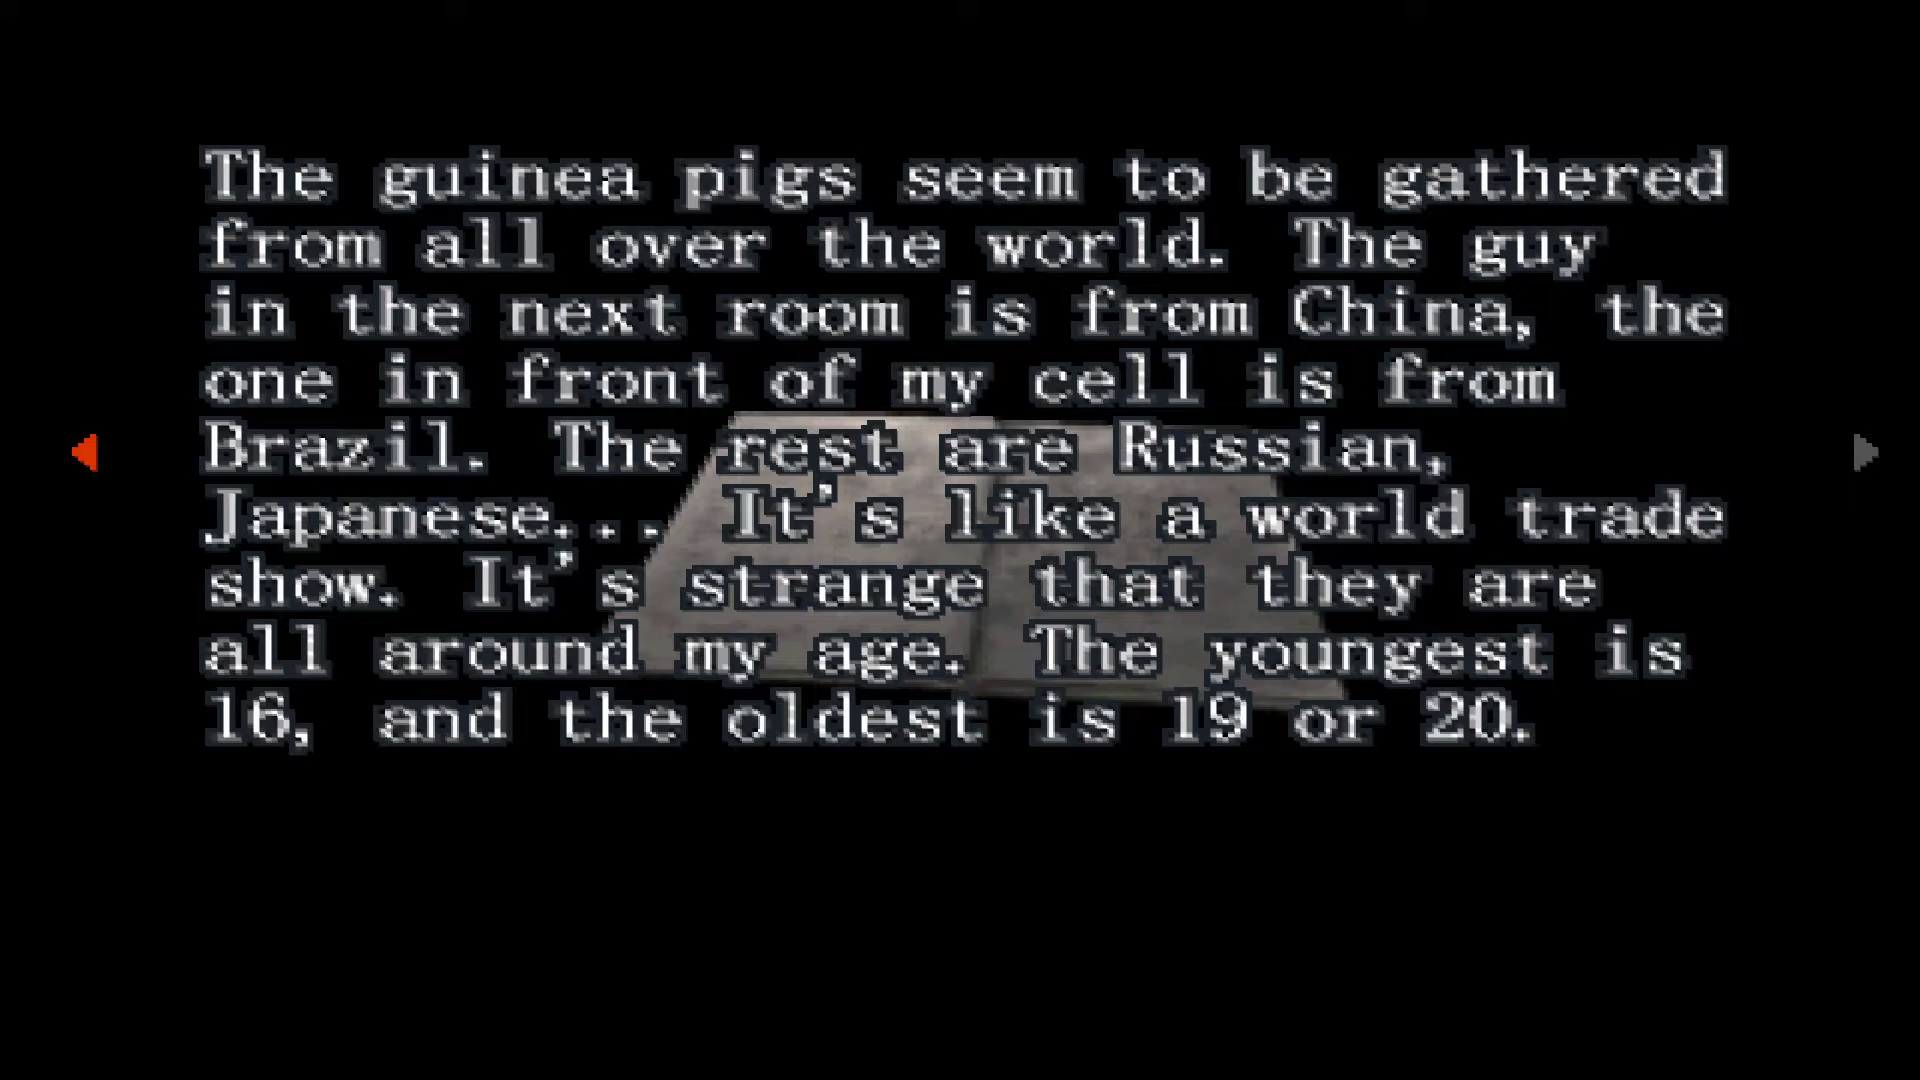 The guinea pigs seem to be gathered
from all over the world. The guy
in the next room is from China, the
one in front of my cell is from
Brazil. The rest are Russian,
Japanese... It's like a world trade
show. It's strange that they are
all around my age. The youngest is
16, and the oldest is 19 or 20.